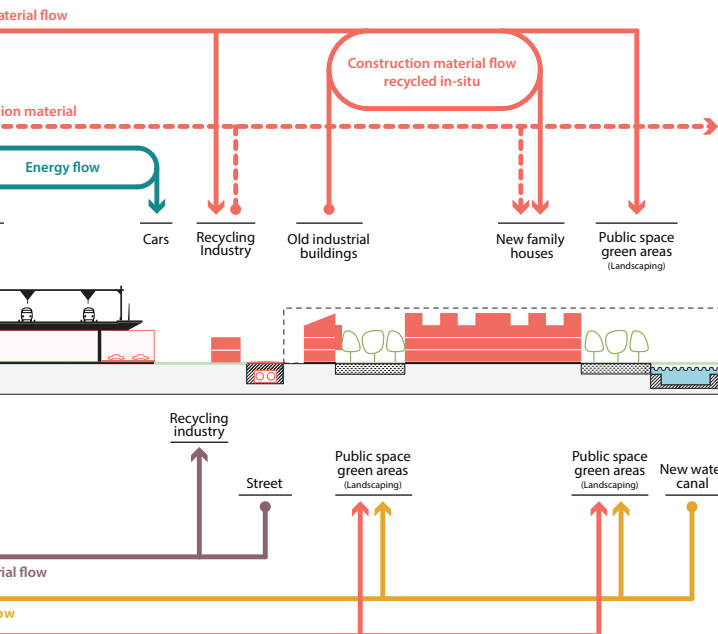 aterial flow
Construction material flow
recycled in-situ
ion material
Energy flow
Cars
Recycling
Industry
Old industrial
buildings
New family
houses
Public space
green areas
(Landscaping)
Recycling
industry
Street
Public space
green areas
(Landscaping)
Public space
green areas
(Landscaping)
New wate
canal
rial flow
ow